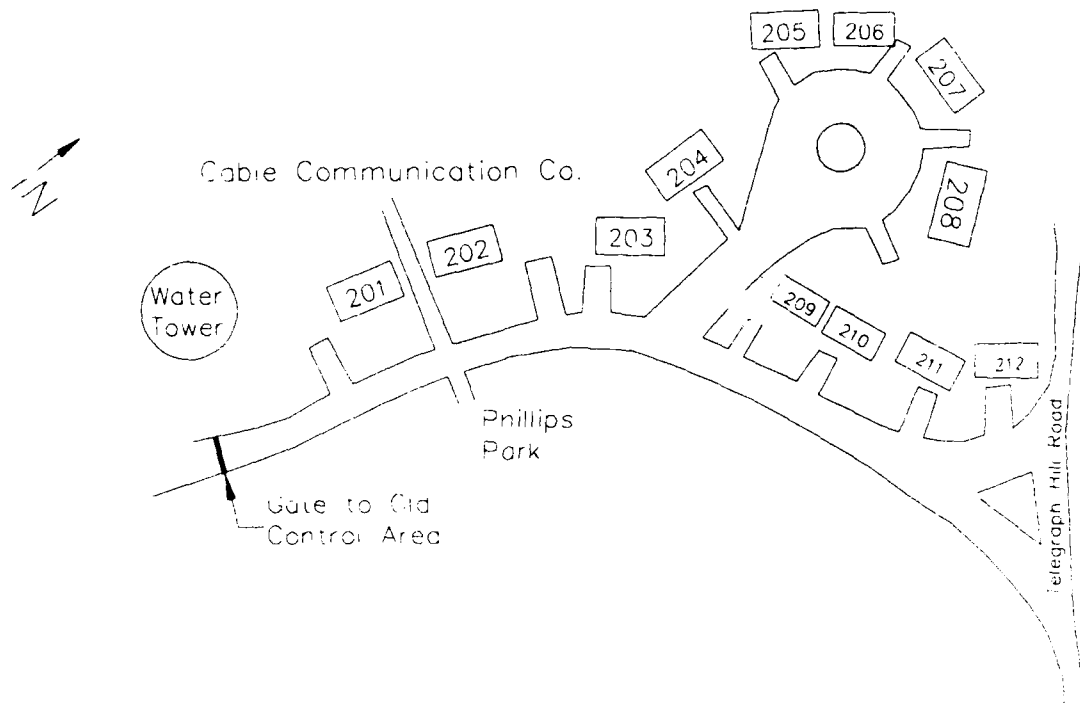 205
206
207
N
Cable Communication Co.
204
208
202
203
201
Water
Tower
209
210
211
212
Phillips
Park
Gate to Old
Control Area
Telegraph Hill Road